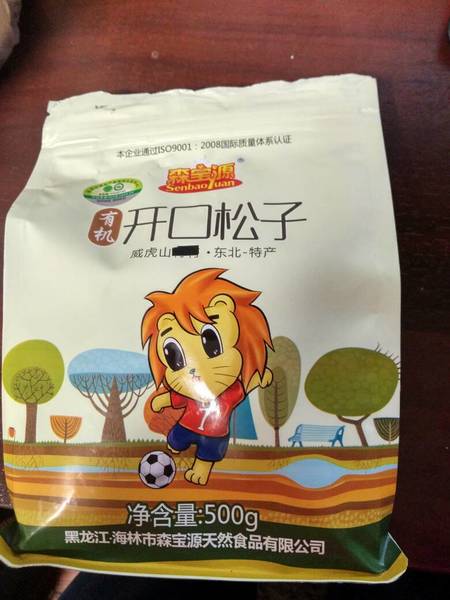 本企业通过ISO9001：2008国际质量体系认证
森宝源®
SenbaoYuan
有机
开口松子
威虎山·东北-特产
1
净含量:500g
黑龙江·海林市森宝源天然食品有限公司